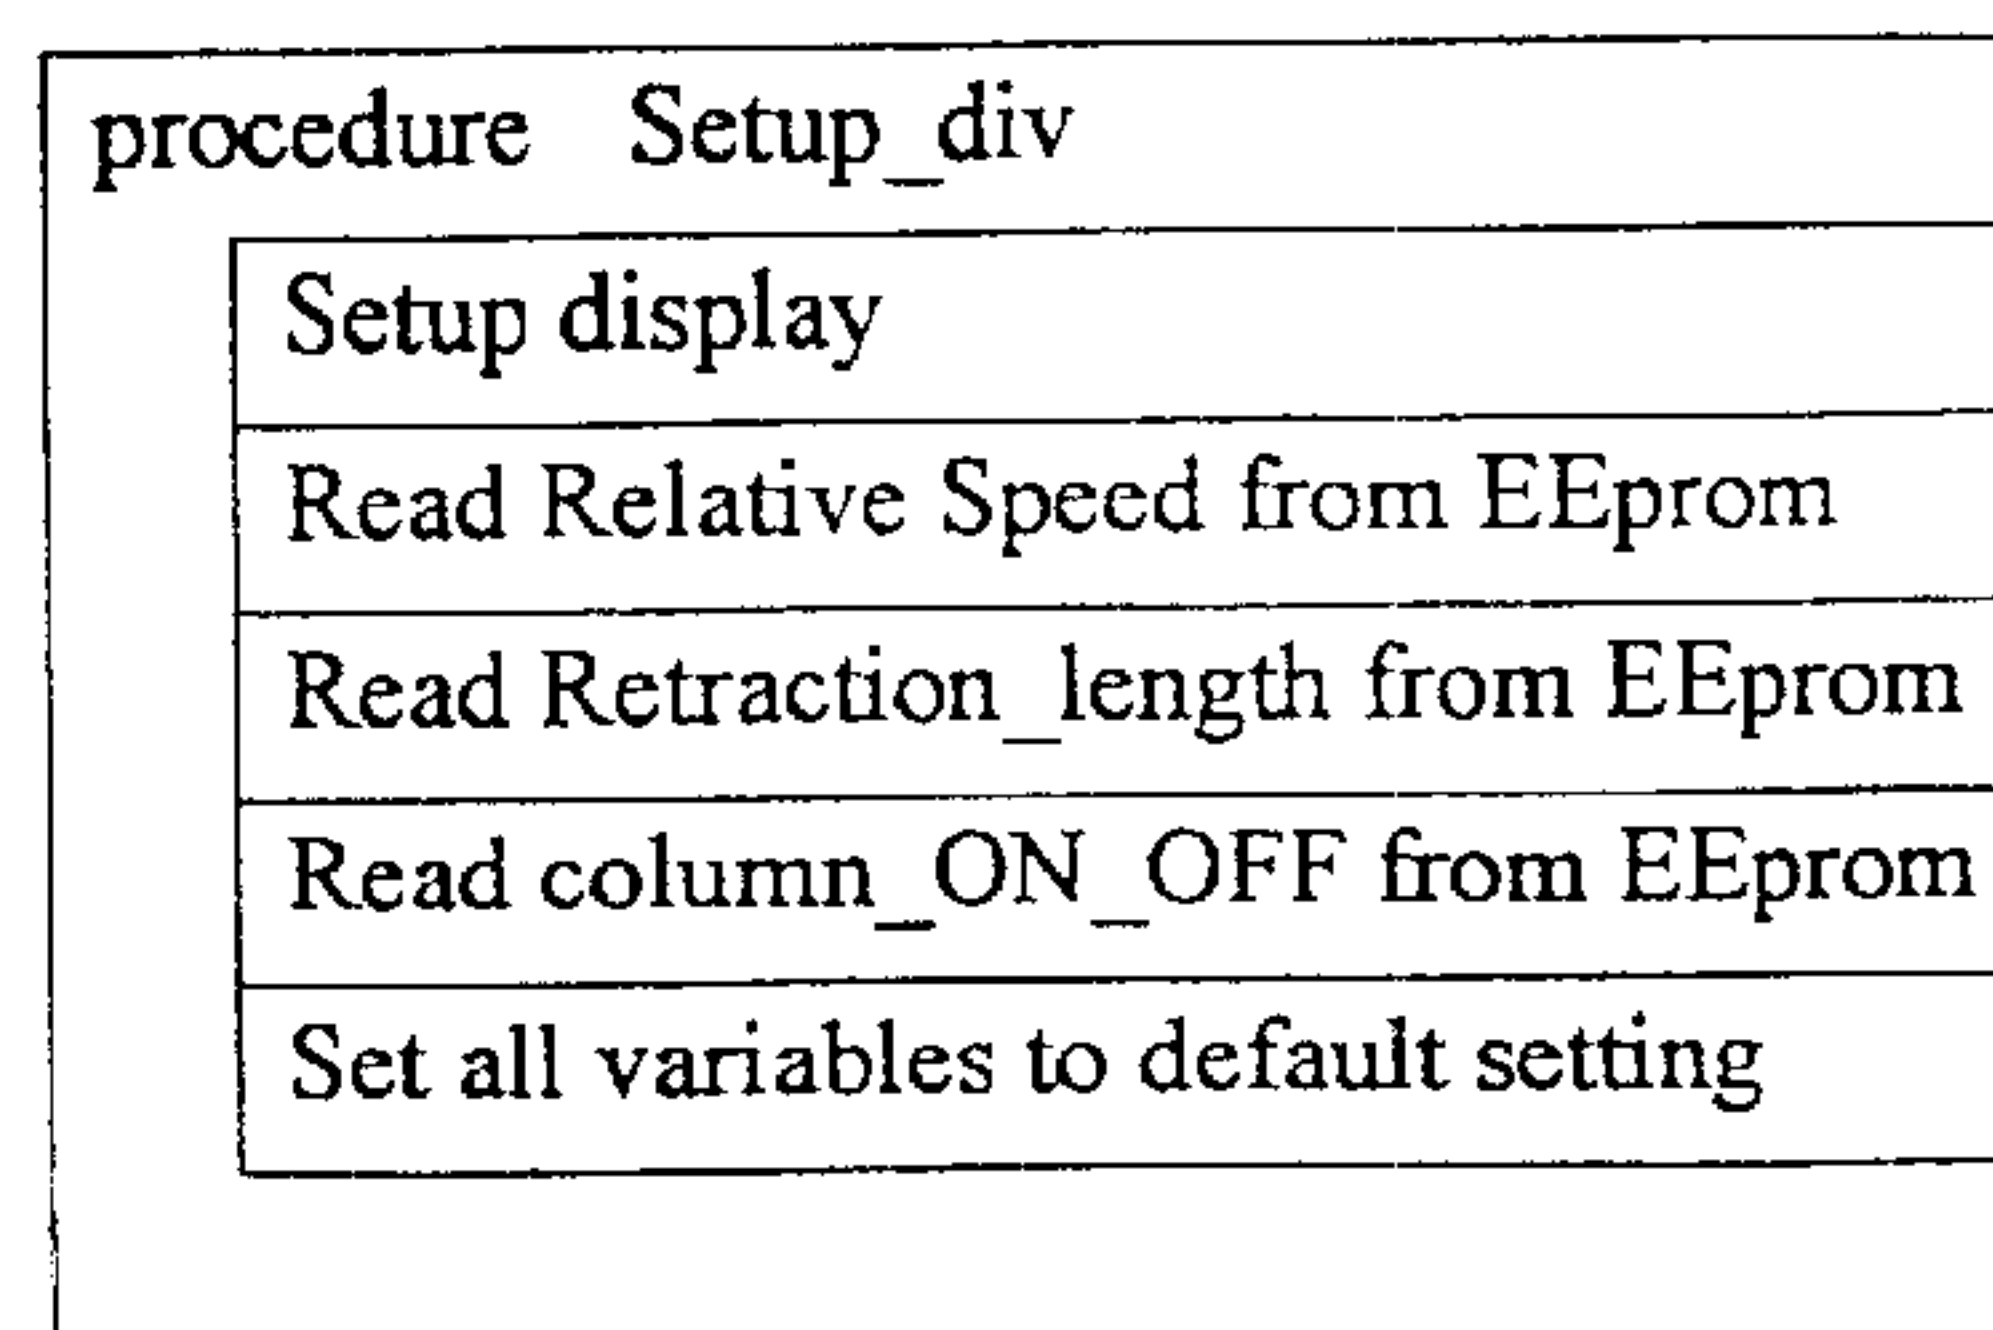 procedure Setup_div
Setup display
Read Relative Speed from EEprom
Read Retraction_length from EEprom
Read column_ON_OFF from EEprom
Set all variables to default setting